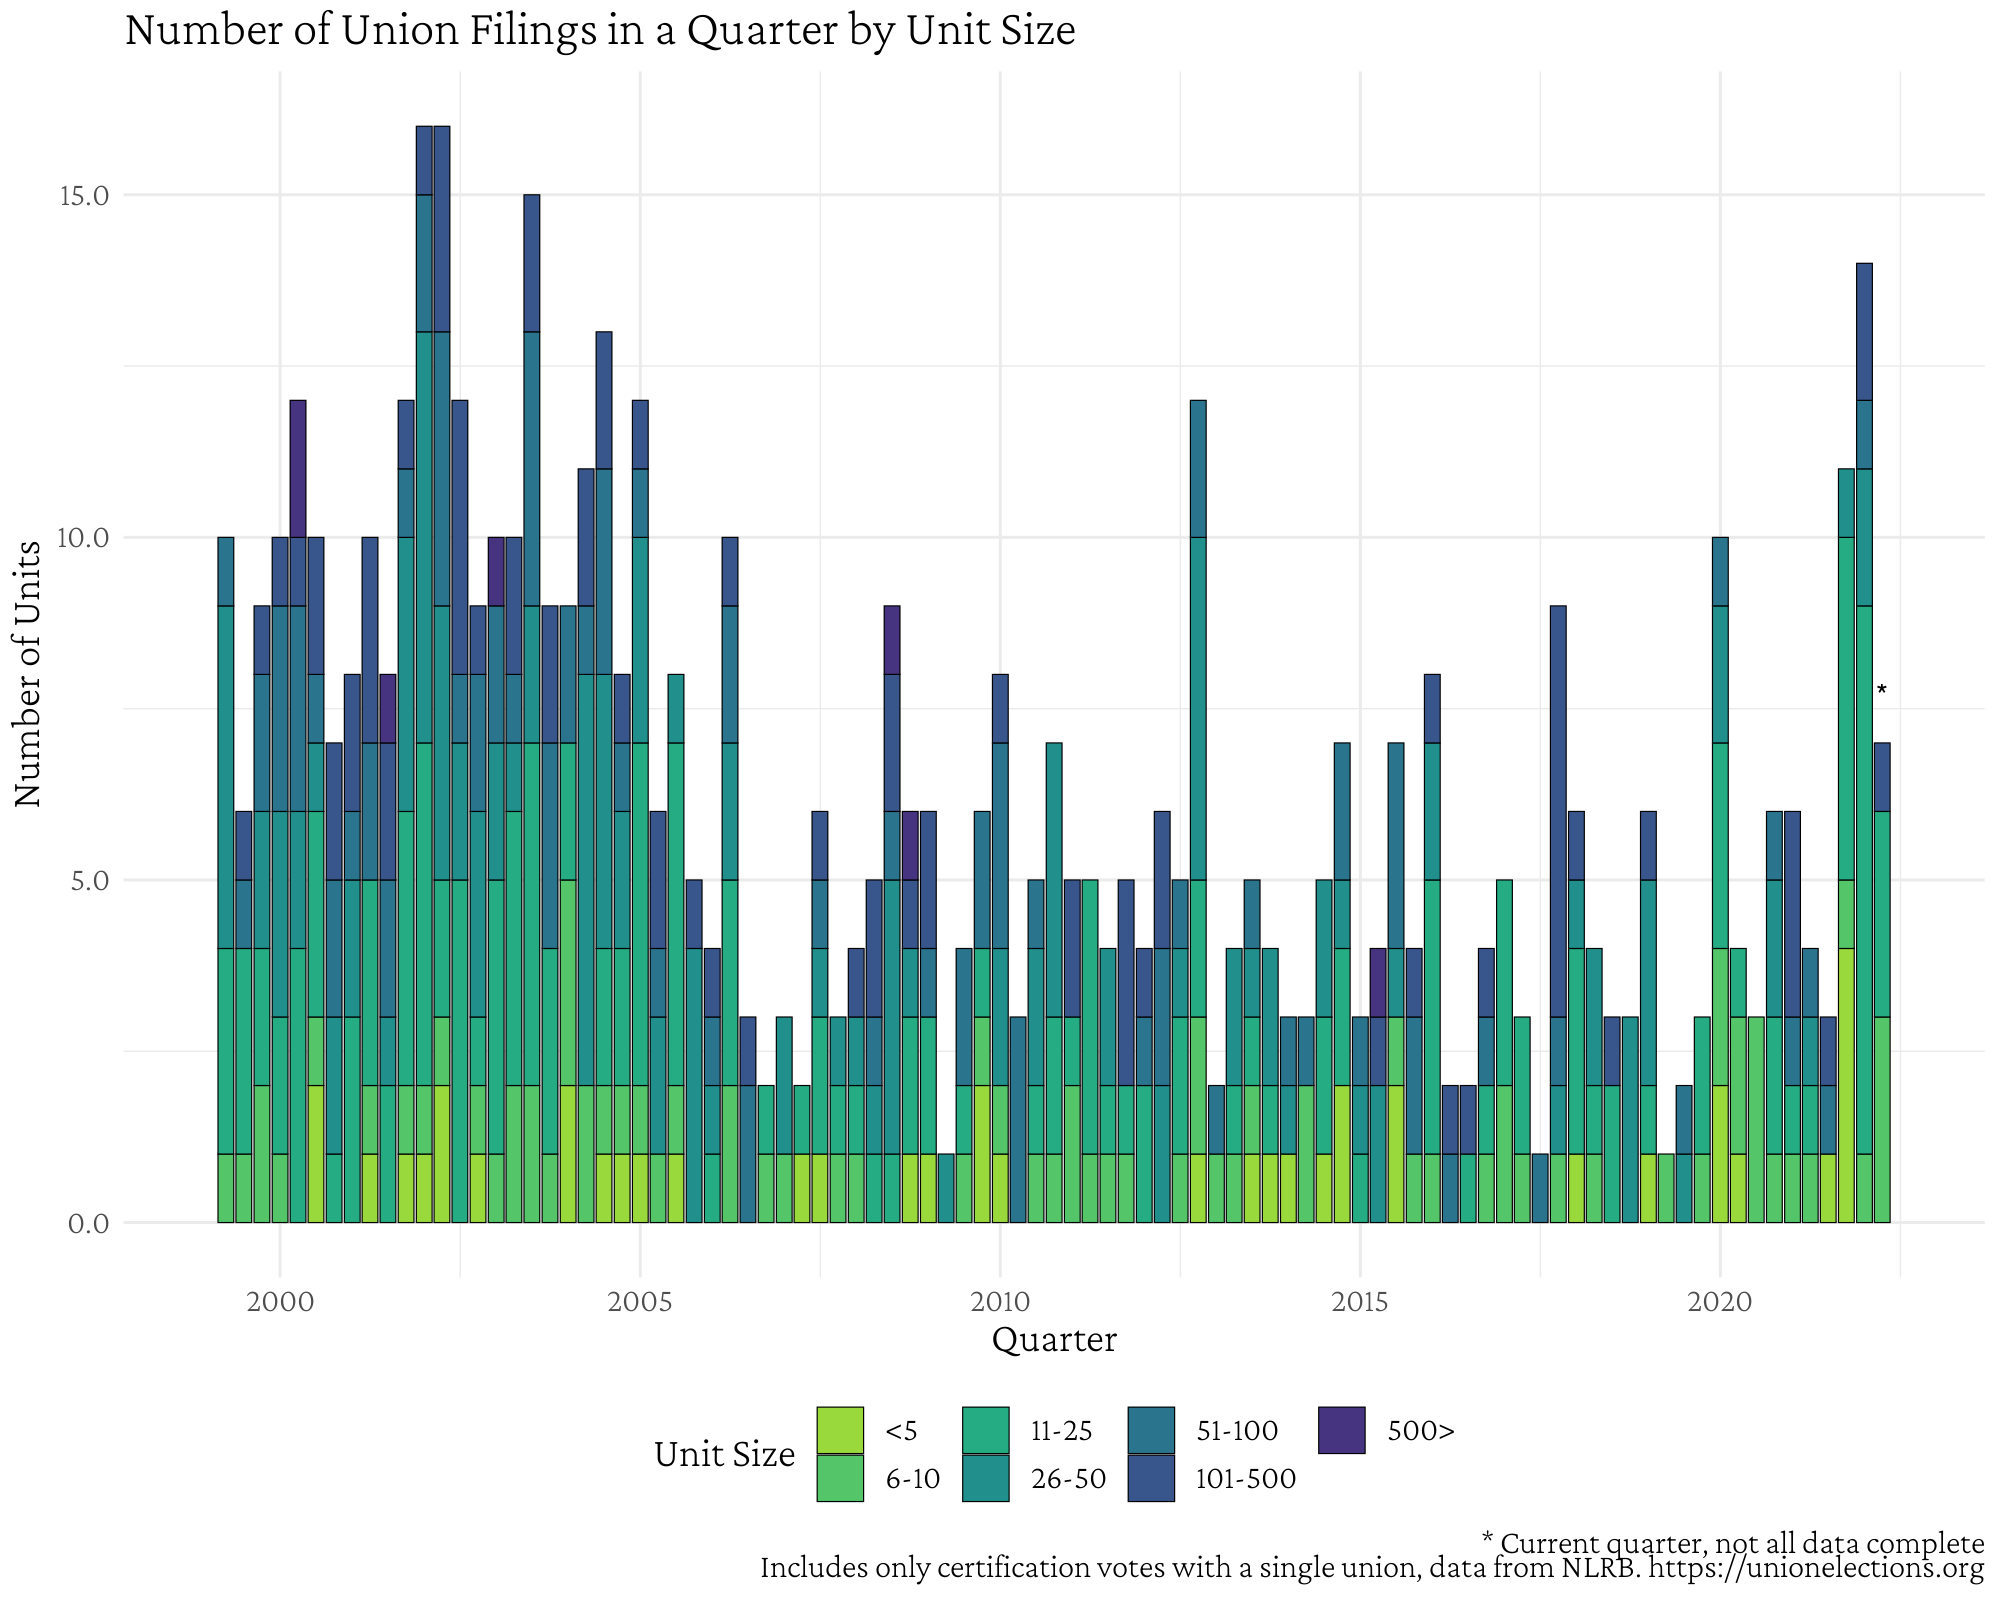 Number of Union Filings in a Quarter by Unit Size
Number of Units
15.0
10.0
5.0
0.0
*
2000 2005 2010 2015 2020
Quarter
Unit Size
<5 11-25 51-100 500>
6-10 26-50 101-500
* Current quarter, not all data complete
Includes only certification votes with a single union, data from NLRB. https://unionelections.org